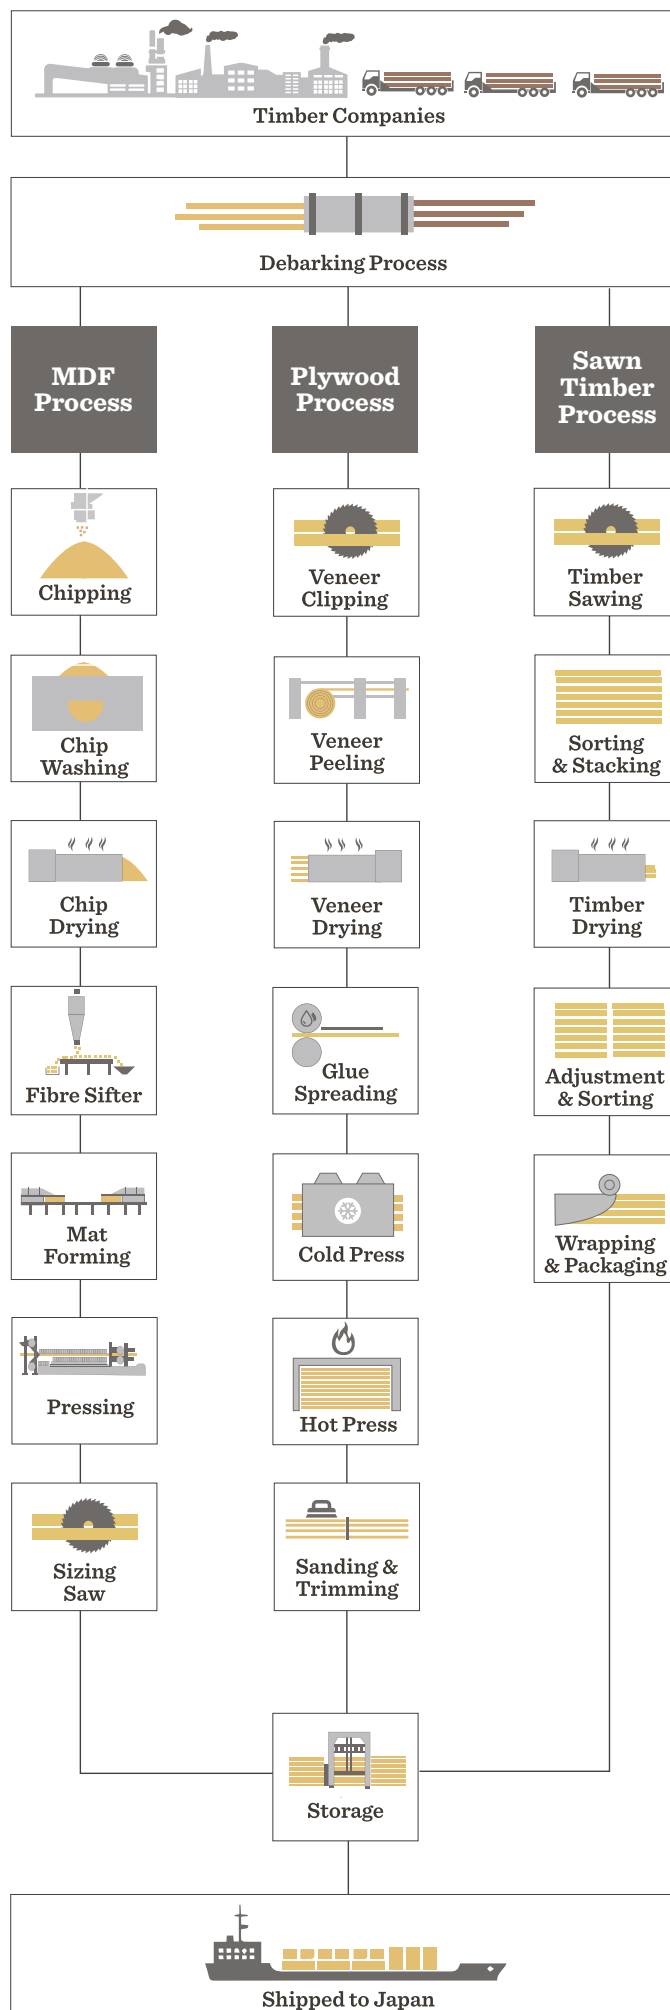 Timber Companies
Debarking Process
MDF
Process
Chipping
Chip
Washing
Chip
Drying
Fibre Sifter
Mat
Forming
Pressing
Sizing
Saw
Plywood
Process
Veneer
Clipping
Veneer
Peeling
Veneer
Drying
Glue
Spreading
Cold Press
Hot Press
Sanding &
Trimming
Sawn
Timber
Process
Timber
Sawing
Sorting
& Stacking
Timber
Drying
Adjustment
& Sorting
Wrapping
& Packaging
Storage
Shipped to Japan